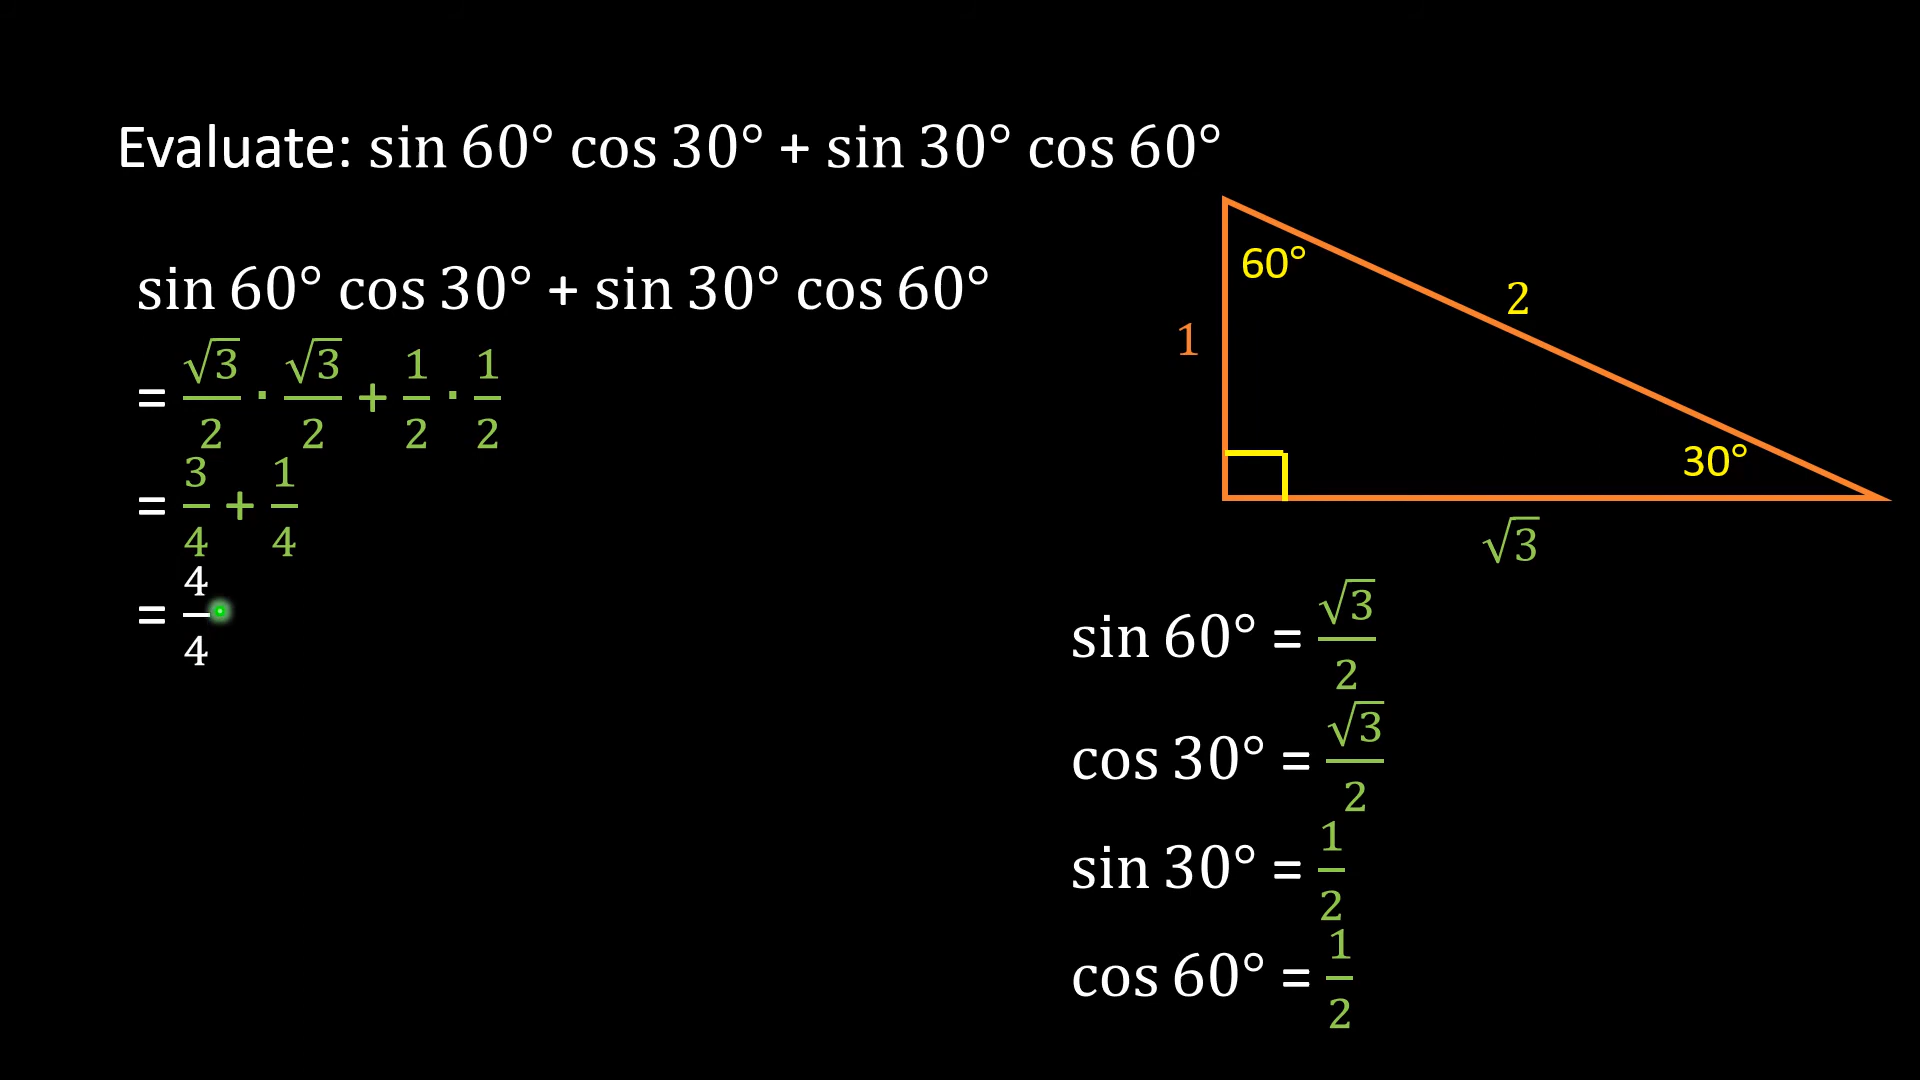 Evaluate: sin 60° cos 30° + sin 30° cos 60°
sin 60° cos 30° + sin 30° cos 60°
= √3/2 · √3/2 + 1/2 · 1/2
= 3/4 + 1/4
= 4/4
60°
2
1
30°
√3
sin 60° = √3/2
cos 30° = √3/2
sin 30° = 1/2
cos 60° = 1/2